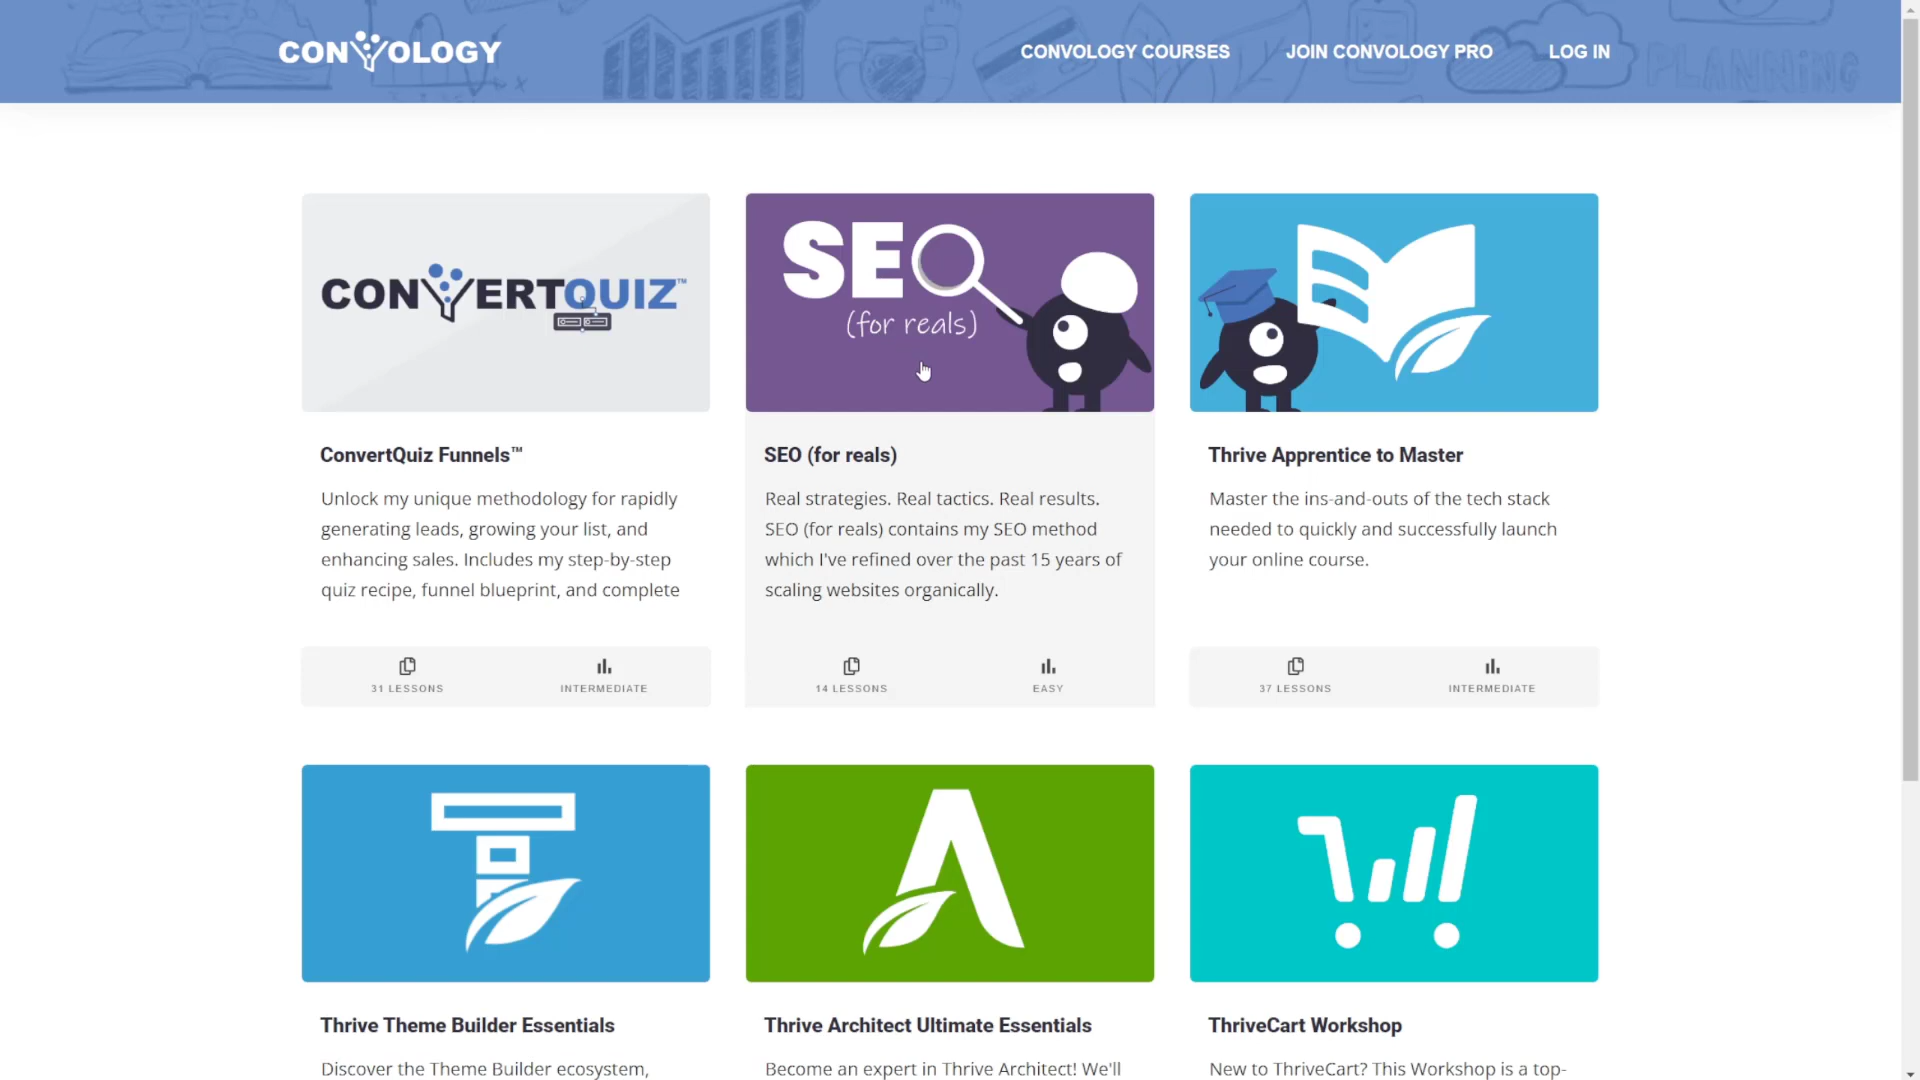 CONVOLOGY
CONVOLOGY COURSES
JOIN CONVOLOGY PRO
LOG IN
PLANNING
CONVERTQUIZ™
SEO
(for reals)
ConvertQuiz Funnels™
Unlock my unique methodology for rapidly
generating leads, growing your list, and
enhancing sales. Includes my step-by-step
quiz recipe, funnel blueprint, and complete
31 LESSONS
INTERMEDIATE
SEO (for reals)
Real strategies. Real tactics. Real results.
SEO (for reals) contains my SEO method
which I've refined over the past 15 years of
scaling websites organically.
14 LESSONS
EASY
Thrive Apprentice to Master
Master the ins-and-outs of the tech stack
needed to quickly and successfully launch
your online course.
37 LESSONS
INTERMEDIATE
Thrive Theme Builder Essentials
Discover the Theme Builder ecosystem,
Thrive Architect Ultimate Essentials
Become an expert in Thrive Architect! We'll
ThriveCart Workshop
New to ThriveCart? This Workshop is a top-